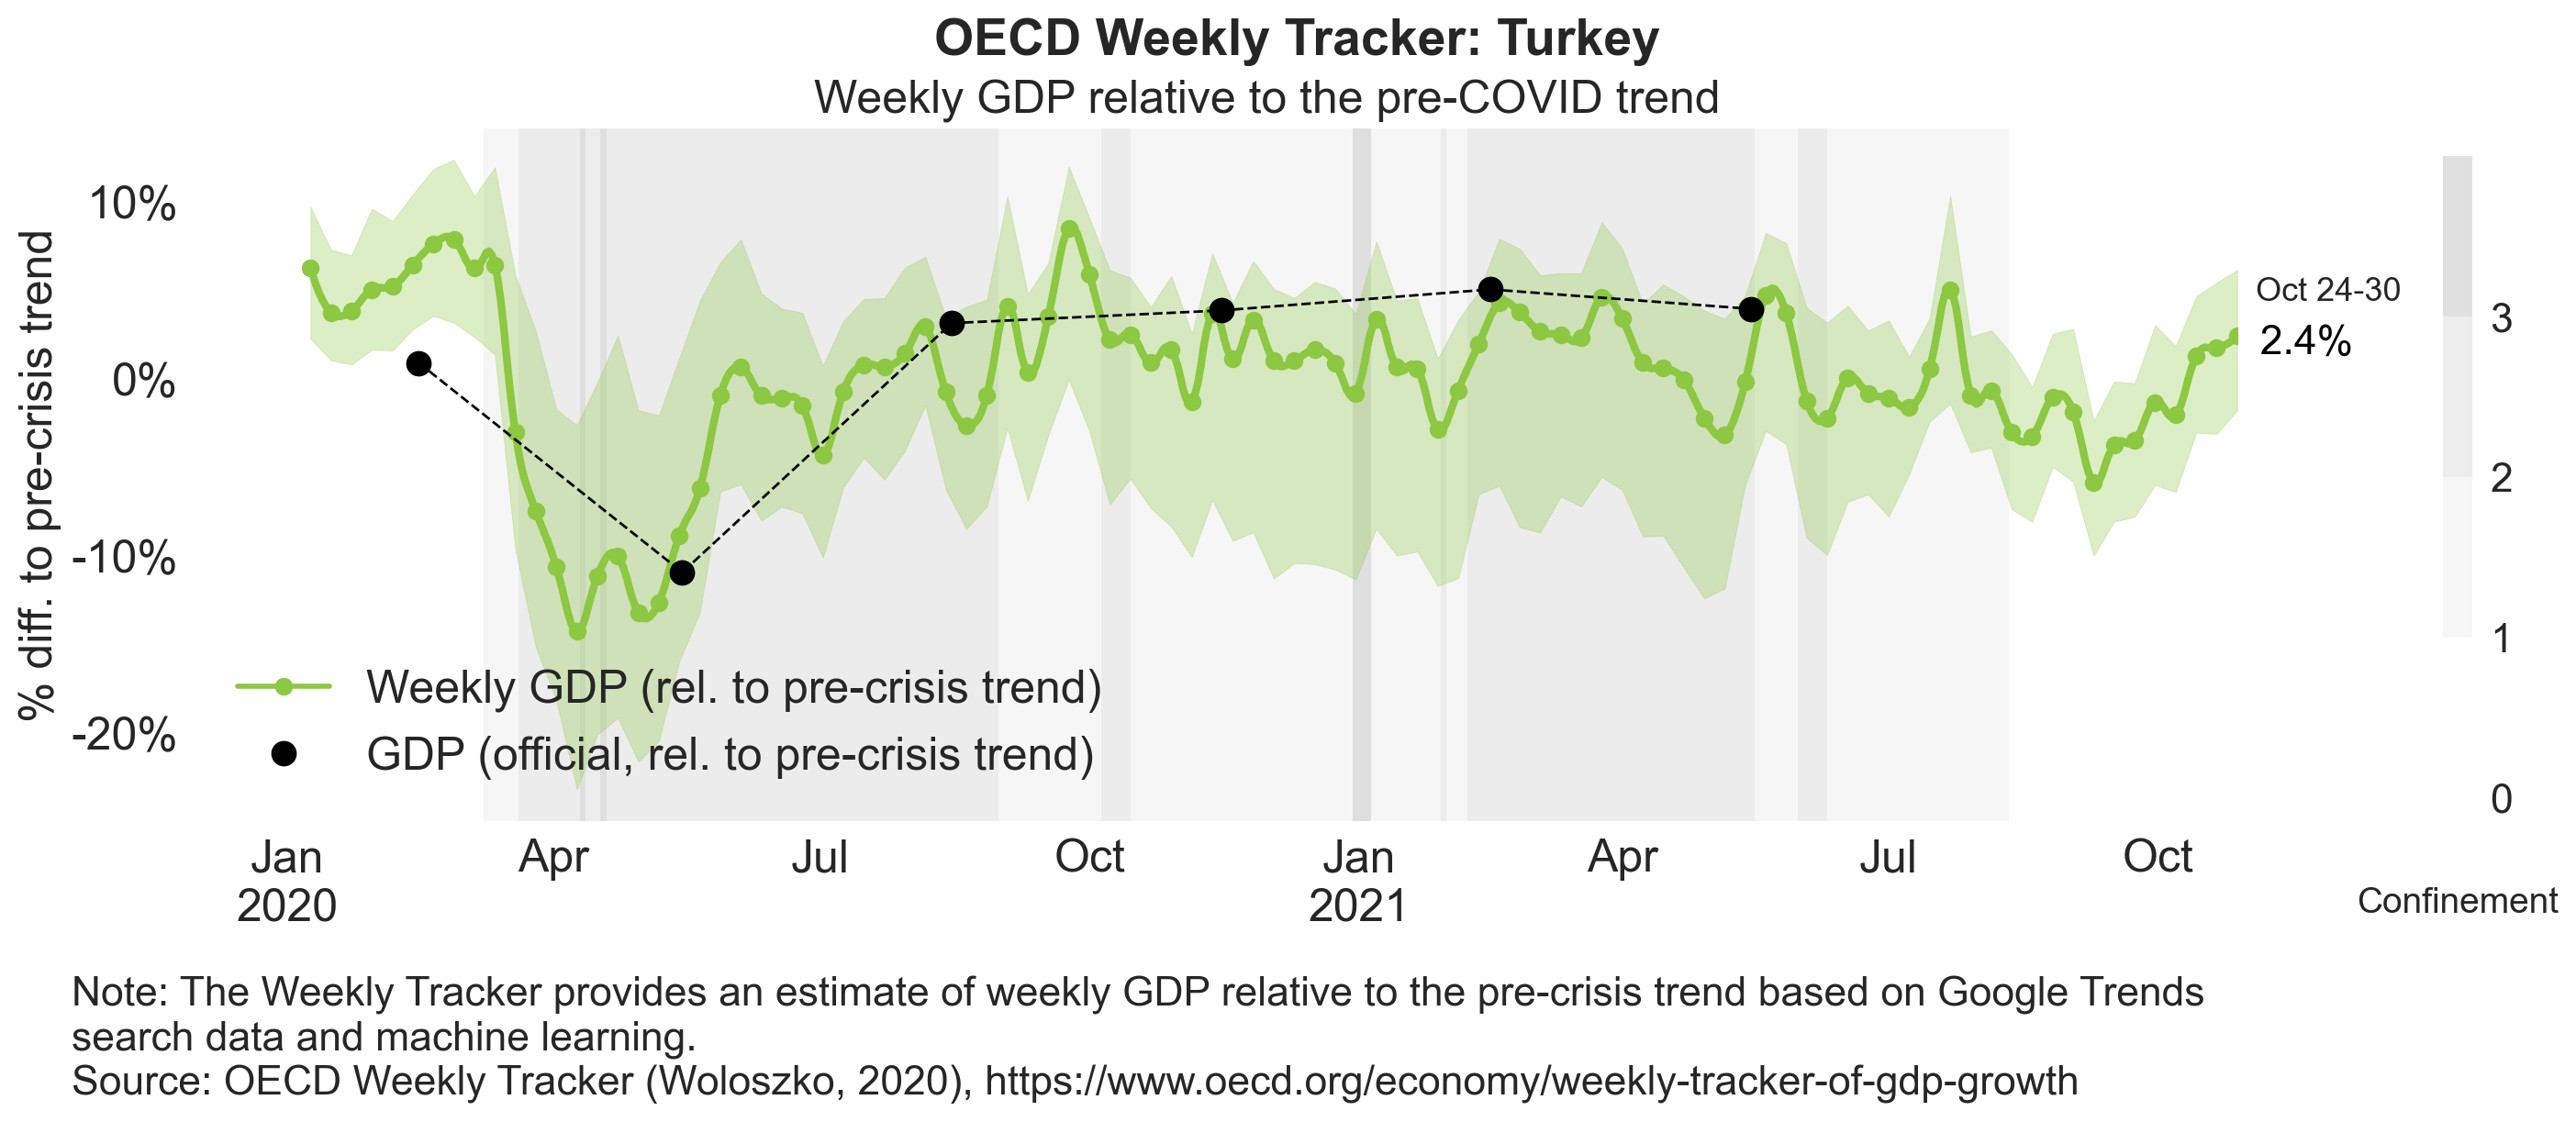 OECD Weekly Tracker: Turkey
Weekly GDP relative to the pre-COVID trend
% diff. to pre-crisis trend
10%
0%
-10%
-20%
Oct 24-30
2.4%
3
2
1
0
Confinement
Weekly GDP (rel. to pre-crisis trend)
GDP (official, rel. to pre-crisis trend)
Jan Apr Jul Oct Jan Apr Jul Oct
2020 2021
Note: The Weekly Tracker provides an estimate of weekly GDP relative to the pre-crisis trend based on Google Trends
search data and machine learning.
Source: OECD Weekly Tracker (Woloszko, 2020), https://www.oecd.org/economy/weekly-tracker-of-gdp-growth